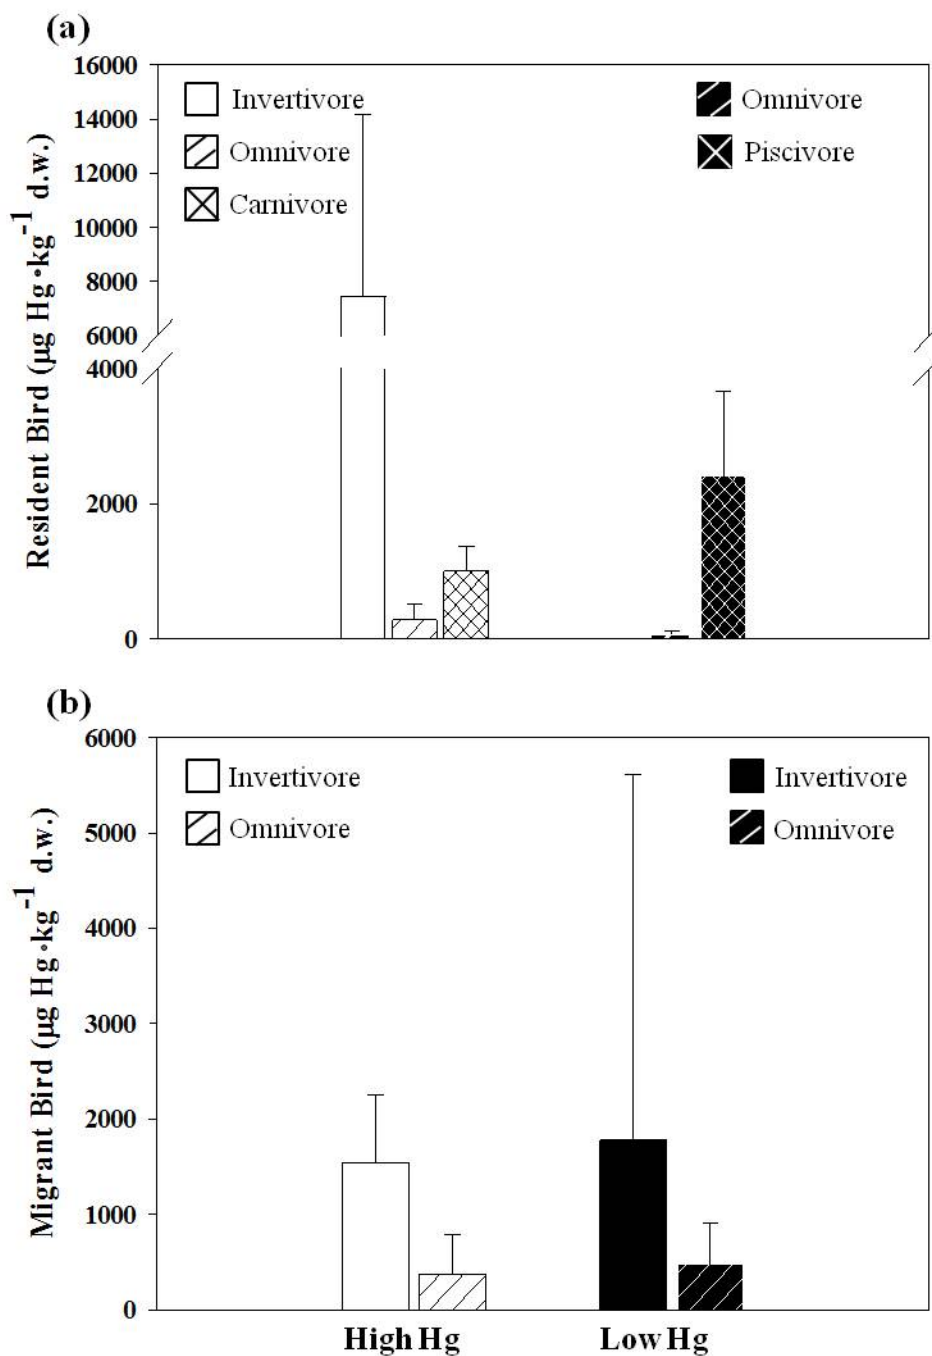 (a)
Resident Bird (µg Hg•kg⁻¹ d.w.)
16000
14000
12000
10000
8000
6000
4000
2000
0
Invertivore
Omnivore
Carnivore
Omnivore
Piscivore
(b)
Migrant Bird (µg Hg•kg⁻¹ d.w.)
6000
5000
4000
3000
2000
1000
0
Invertivore
Omnivore
Invertivore
Omnivore
High Hg
Low Hg